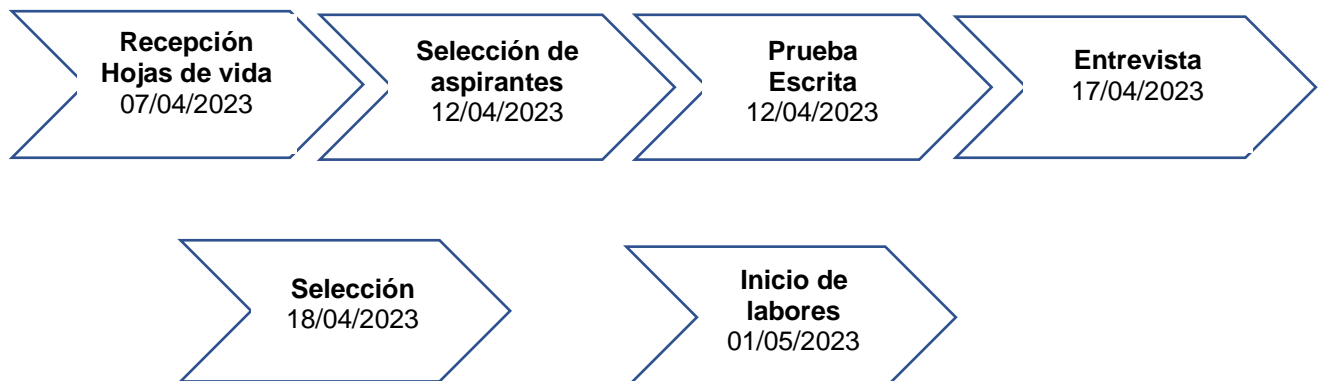 Recepción
Hojas de vida
07/04/2023
Selección de
aspirantes
12/04/2023
Prueba
Escrita
12/04/2023
Entrevista
17/04/2023
Selección
18/04/2023
Inicio de
labores
01/05/2023